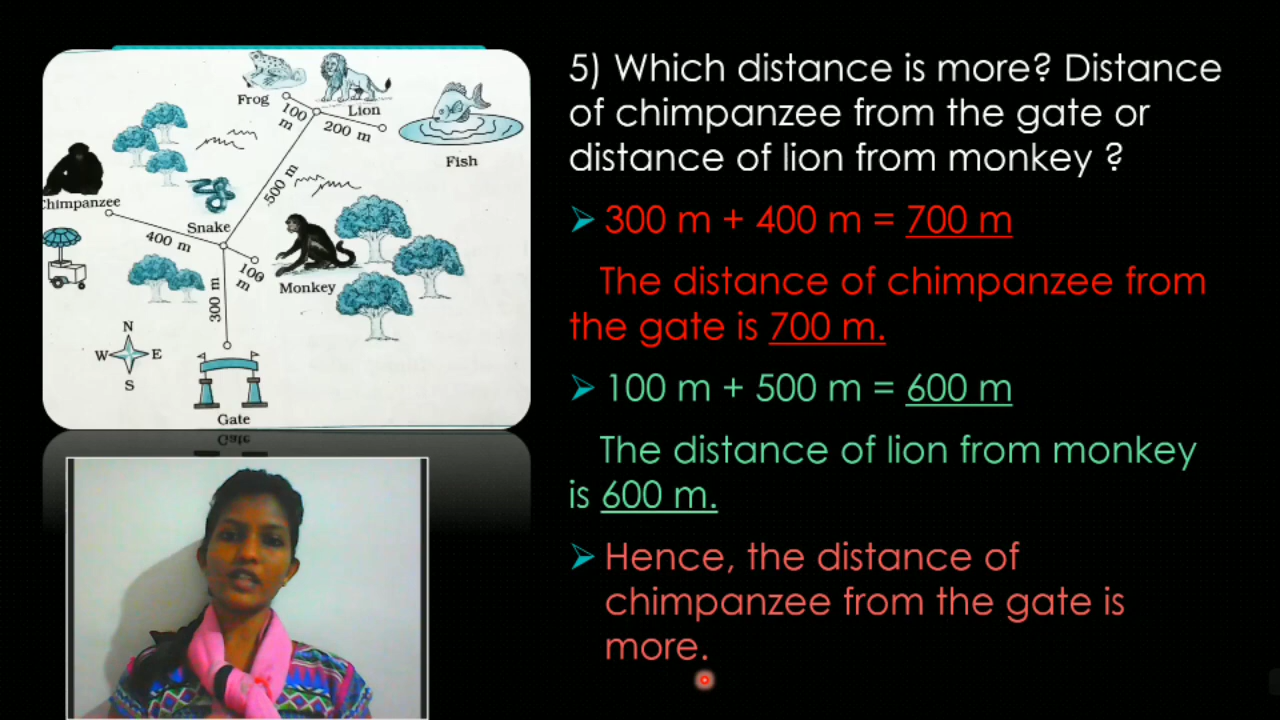 Frog
Lion
100
m
200 m
Fish
500 m
Chimpanzee
Snake
400 m
100
m
Monkey
300 m
N
W E
S
Gate
5) Which distance is more? Distance
of chimpanzee from the gate or
distance of lion from monkey ?
300 m + 400 m = 700 m
The distance of chimpanzee from
the gate is 700 m.
100 m + 500 m = 600 m
The distance of lion from monkey
is 600 m.
Hence, the distance of
chimpanzee from the gate is
more.